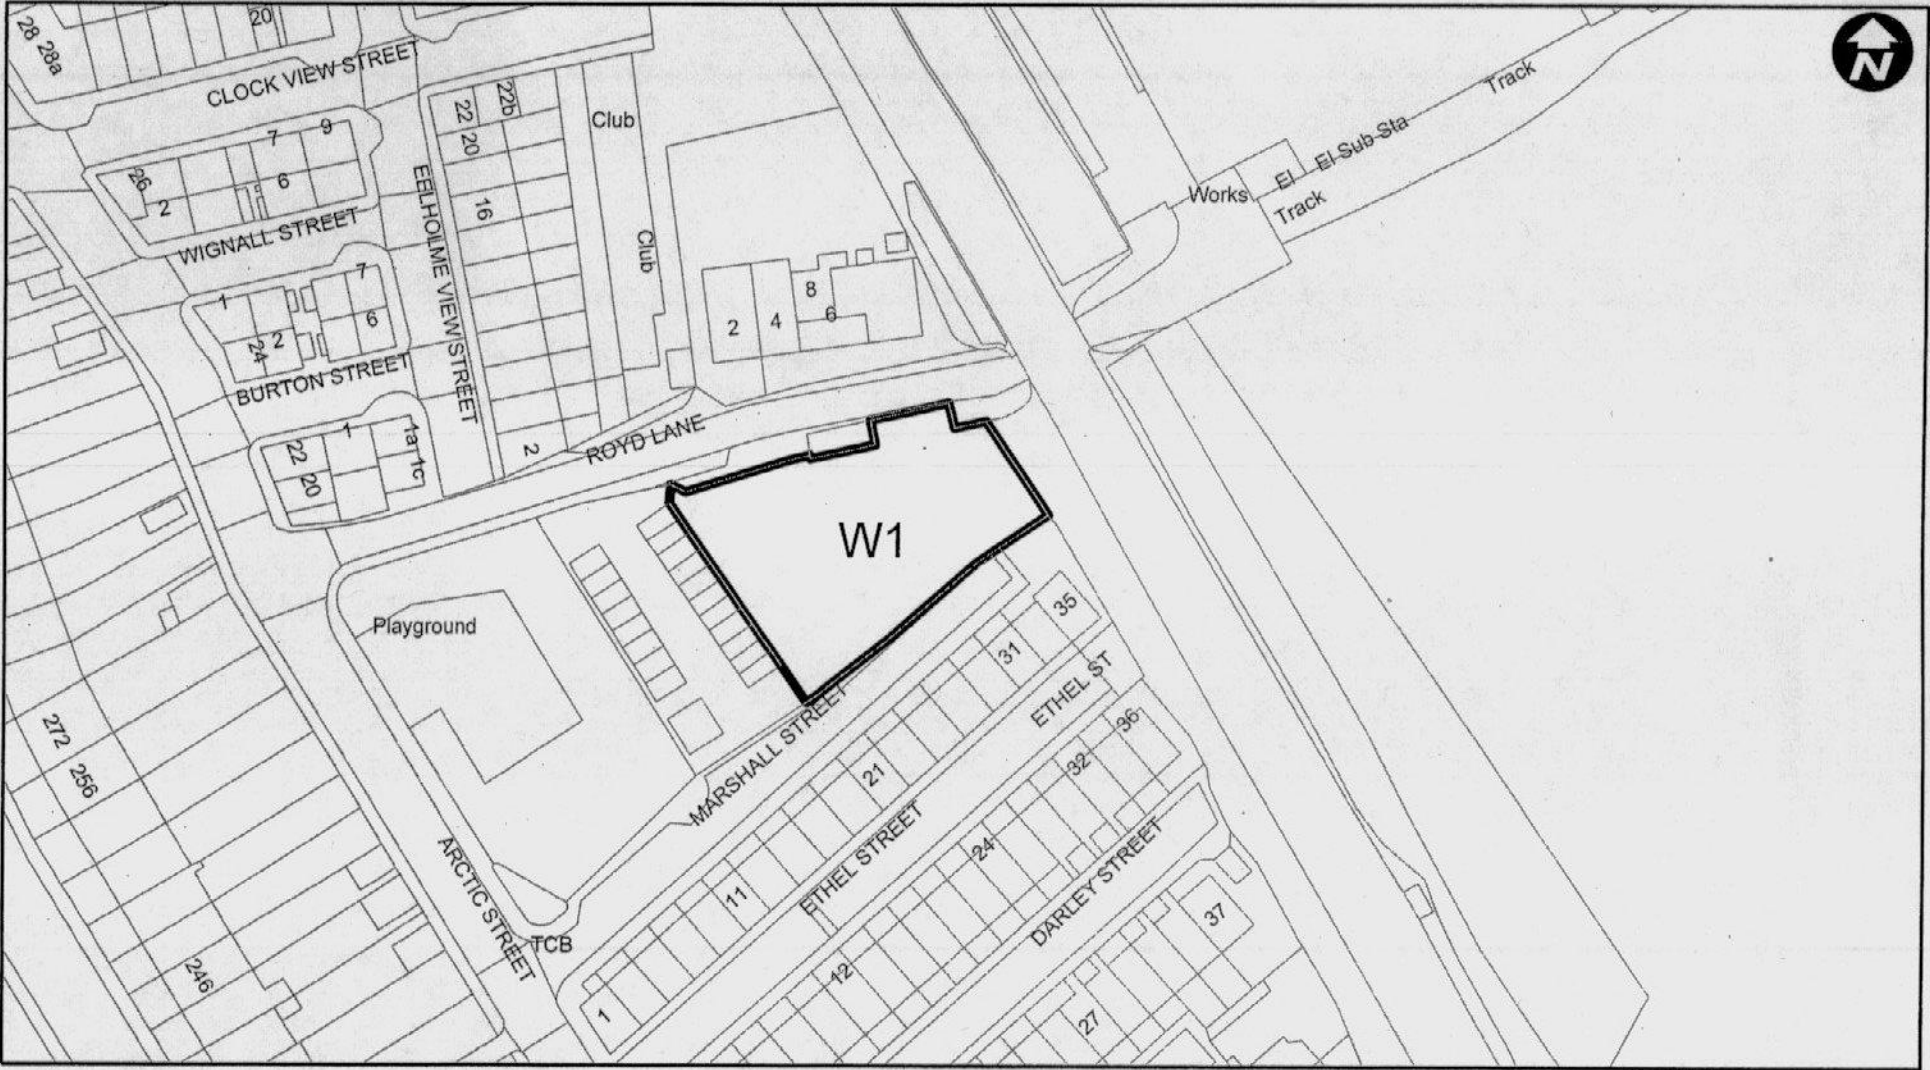 28
28a
20
CLOCK VIEW STREET
N
Track
22
22b
Club
20
7
9
El Sub Sta
El
26
6
2
16
Works
Track
WIGNALL STREET
EELHOLME VIEW STREET
Club
7
1
8
6
6
2
4
2
24
BURTON STREET
1
1a
1c
22
20
2
ROYD LANE
W1
Playground
35
31
ETHEL ST
MARSHALL STREET
36
32
272
256
21
24
ETHEL STREET
DARLEY STREET
ARCTIC STREET
11
37
TCB
12
246
1
27